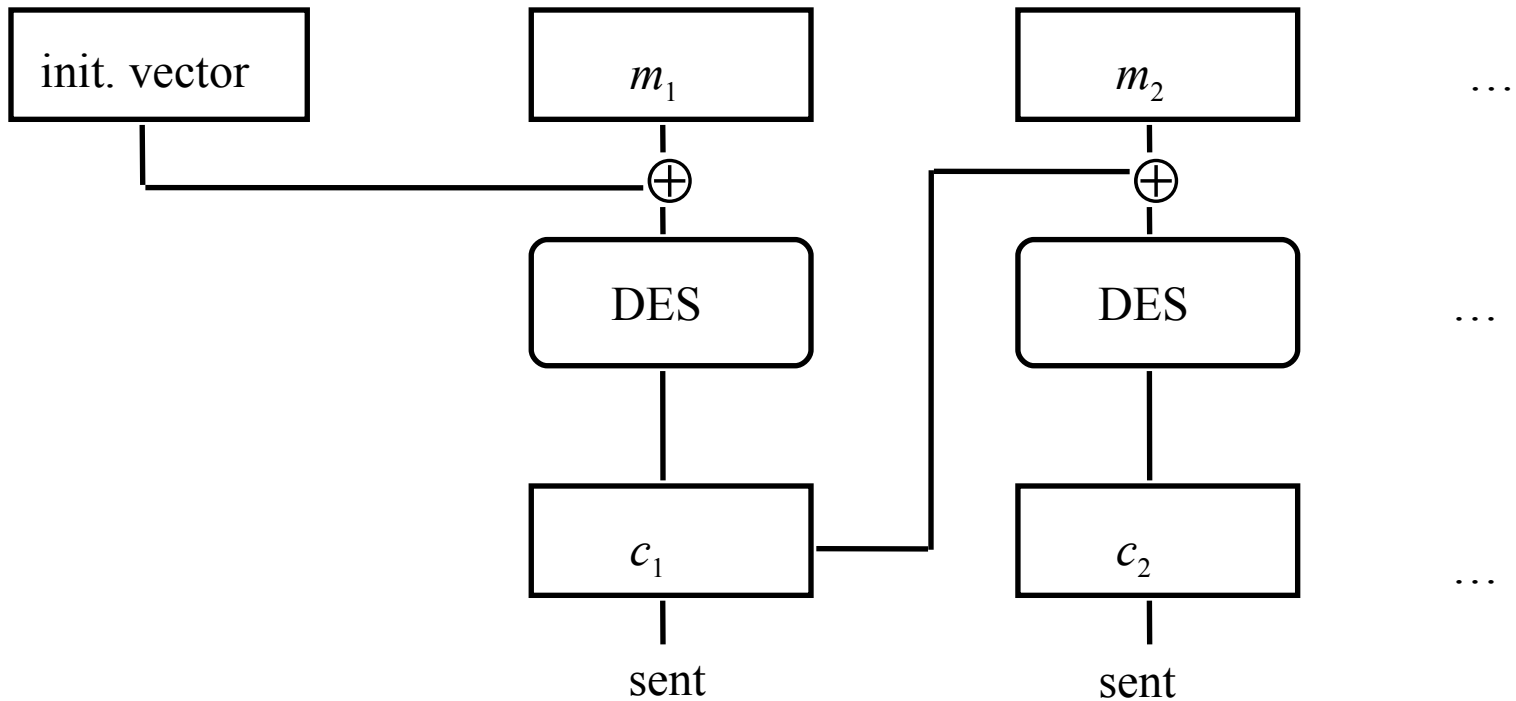 init. vector
m₁
m₂
…
⊕
⊕
DES
DES
…
c₁
c₂
…
sent
sent